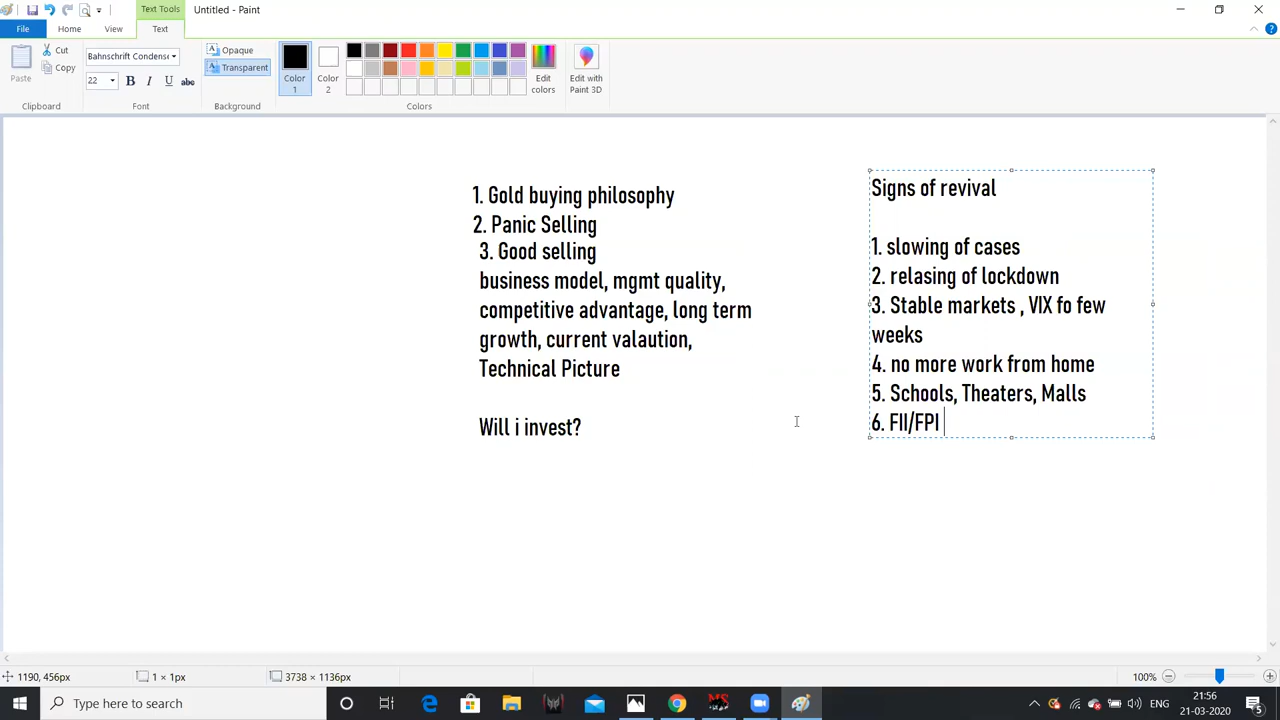 Text Tools
Untitled - Paint
File
Home
View
Text
Paste
Cut
Copy
Clipboard
Bahnschrift Condens
22
B I U abc
Font
Opaque
Transparent
Background
Color 1
Color 2
Colors
Edit colors
Edit with Paint 3D
1. Gold buying philosophy
2. Panic Selling
3. Good selling
business model, mgmt quality,
competitive advantage, long term
growth, current valaution,
Technical Picture
Will i invest?
Signs of revival
1. slowing of cases
2. relasing of lockdown
3. Stable markets , VIX fo few
weeks
4. no more work from home
5. Schools, Theaters, Malls
6. FII/FPI
1190, 456px
1 × 1px
3738 × 1136px
100%
Type here to search
ENG
21:56
21-03-2020
5